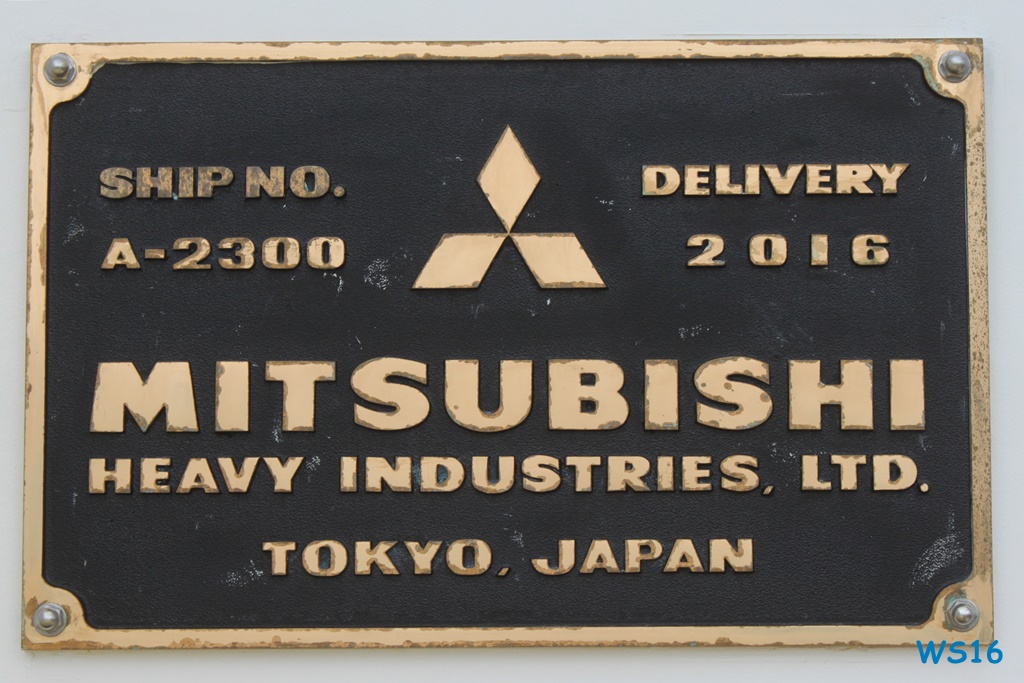 SHIP NO.
A-2300
DELIVERY
2016
MITSUBISHI
HEAVY INDUSTRIES, LTD.
TOKYO, JAPAN
WS16